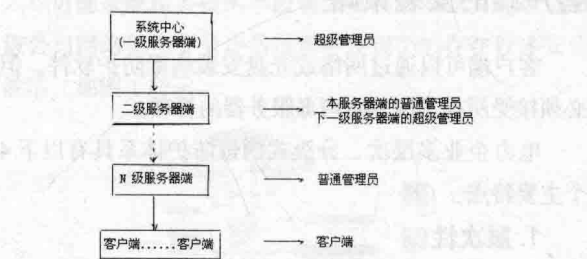 系统中心
(一级服务器端)
超级管理员
二级服务器端
本服务器端的普通管理员
下一级服务器端的超级管理员
N 级服务器端
普通管理员
客户端......客户端
客户端